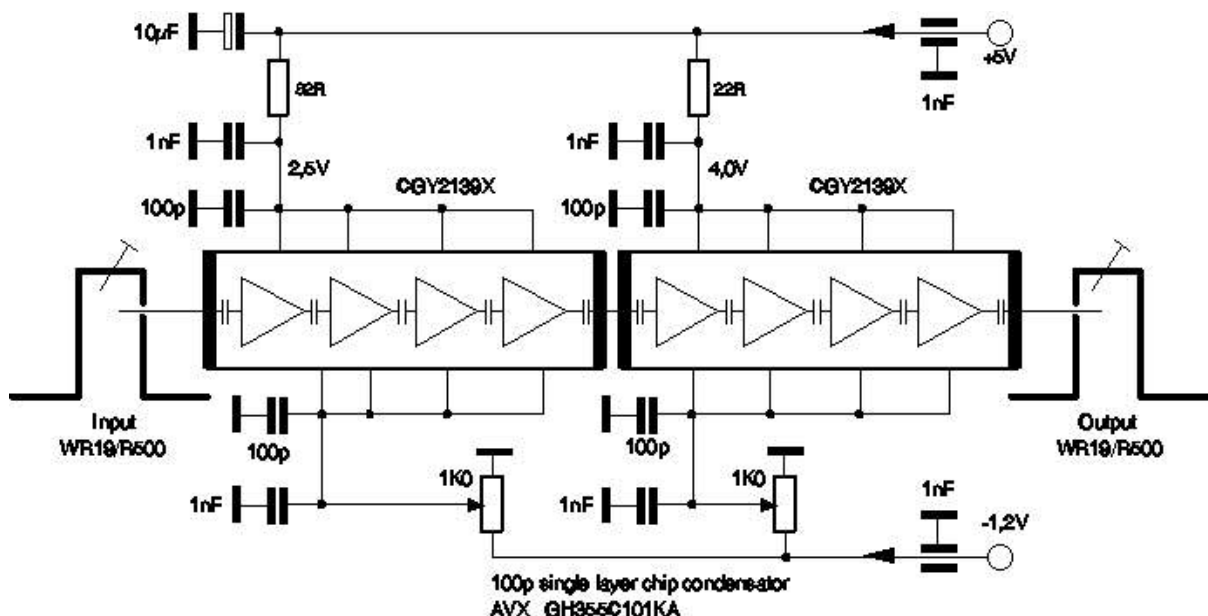 10µF
+5V
82R
22R
1nF
1nF
1nF
2,5V
4,0V
CGY2139X
CGY2139X
100p
100p
Input
WR19/R500
100p
100p
Output
WR19/R500
1K0
1K0
1nF
1nF
1nF
-1,2V
100p single layer chip condensator
AVX GH355C101KA